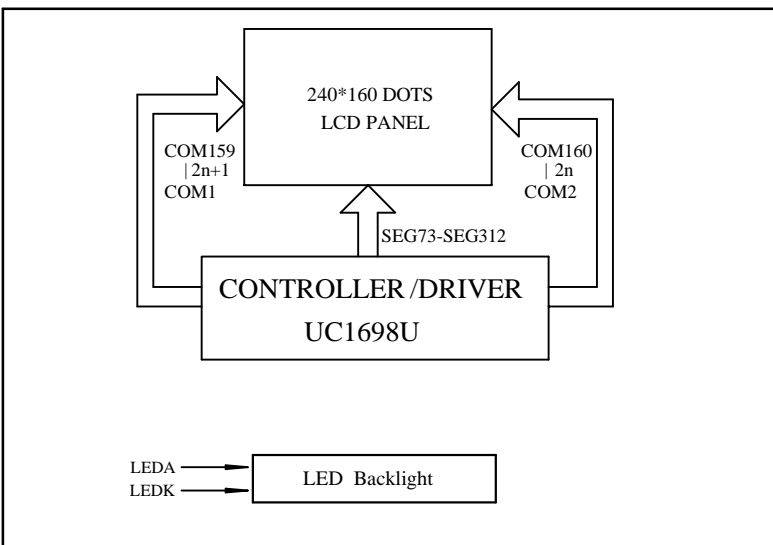 240*160 DOTS
LCD PANEL
COM159
| 2n+1
COM1
COM160
| 2n
COM2
SEG73-SEG312
CONTROLLER /DRIVER
UC1698U
LEDA
LEDK
LED Backlight